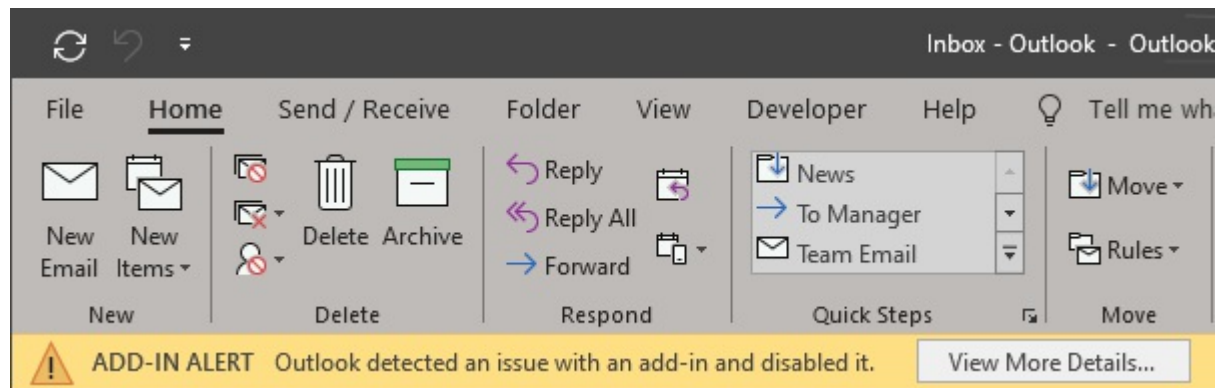 Inbox - Outlook - Outlook
File Home Send / Receive Folder View Developer Help Tell me wh
New Email
New Items
Delete Archive
Reply
Reply All
Forward
News
To Manager
Team Email
Move
Rules
New Delete Respond Quick Steps Move
ADD-IN ALERT Outlook detected an issue with an add-in and disabled it. View More Details...